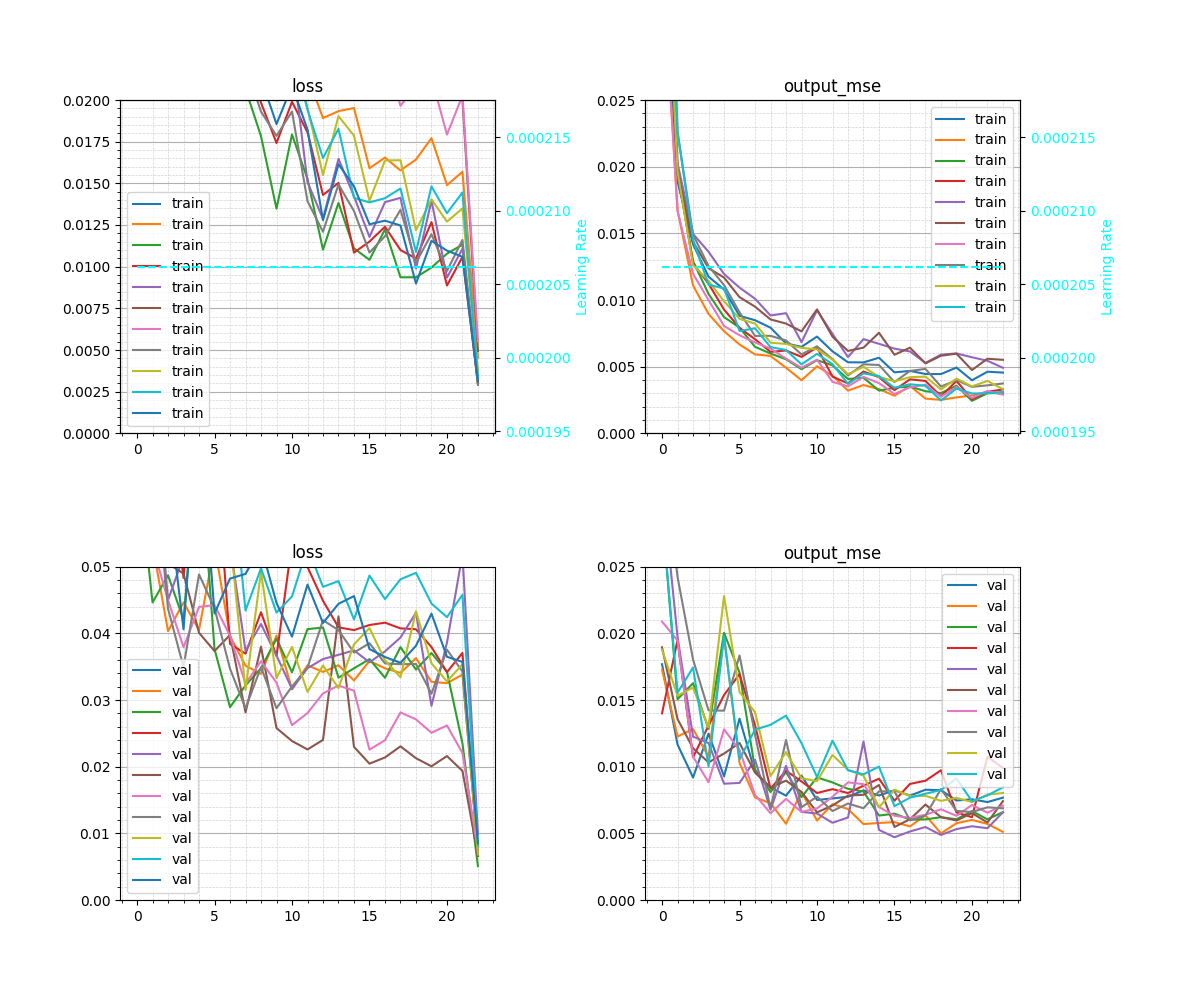 loss
0.0200
0.0175
0.0150
0.0125
0.0100
0.0075
0.0050
0.0025
0.0000
0
5
10
15
20
train
train
train
train
train
train
train
train
train
train
train
0.000215
0.000210
0.000205
0.000200
0.000195
Learning Rate
output_mse
0.025
0.020
0.015
0.010
0.005
0.000
0
5
10
15
20
train
train
train
train
train
train
train
train
train
train
0.000215
0.000210
0.000205
0.000200
0.000195
Learning Rate
loss
0.05
0.04
0.03
0.02
0.01
0.00
0
5
10
15
20
val
val
val
val
val
val
val
val
val
val
val
output_mse
0.025
0.020
0.015
0.010
0.005
0.000
0
5
10
15
20
val
val
val
val
val
val
val
val
val
val